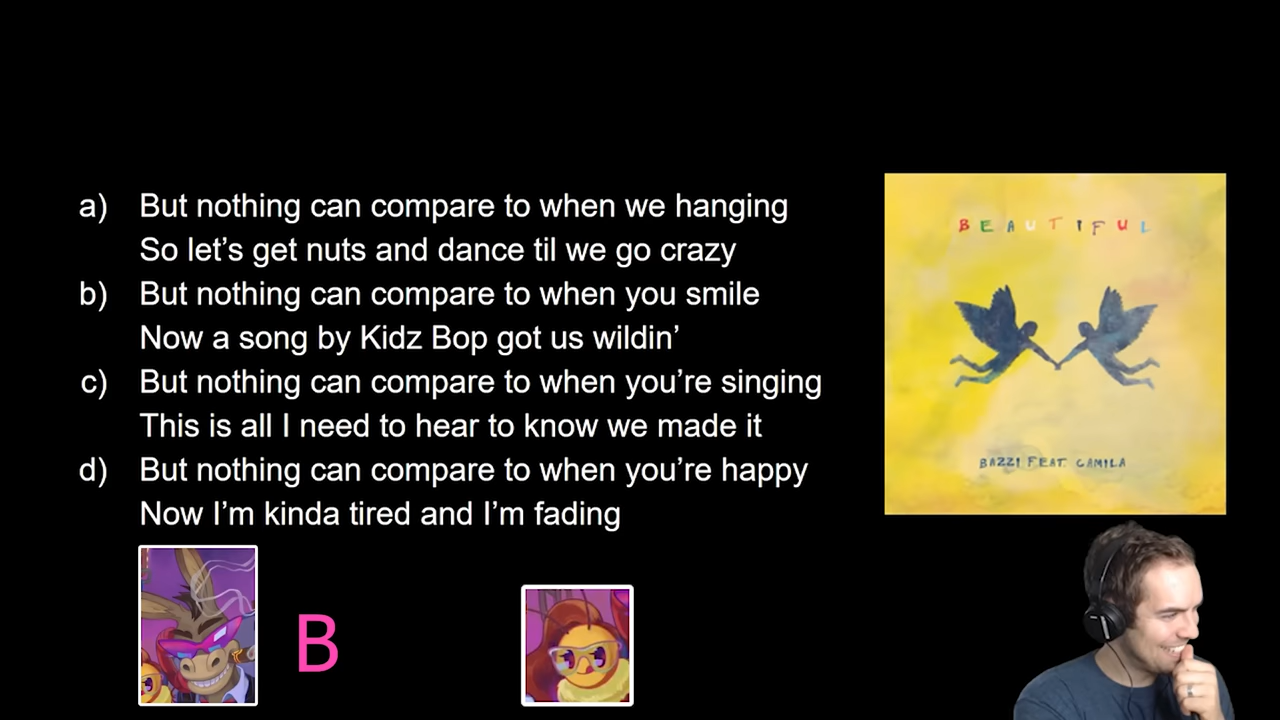 a) But nothing can compare to when we hanging
So let’s get nuts and dance til we go crazy
b) But nothing can compare to when you smile
Now a song by Kidz Bop got us wildin’
c) But nothing can compare to when you’re singing
This is all I need to hear to know we made it
d) But nothing can compare to when you’re happy
Now I’m kinda tired and I’m fading
BEAUTIFUL
BAZZI FEAT. CAMILA
B